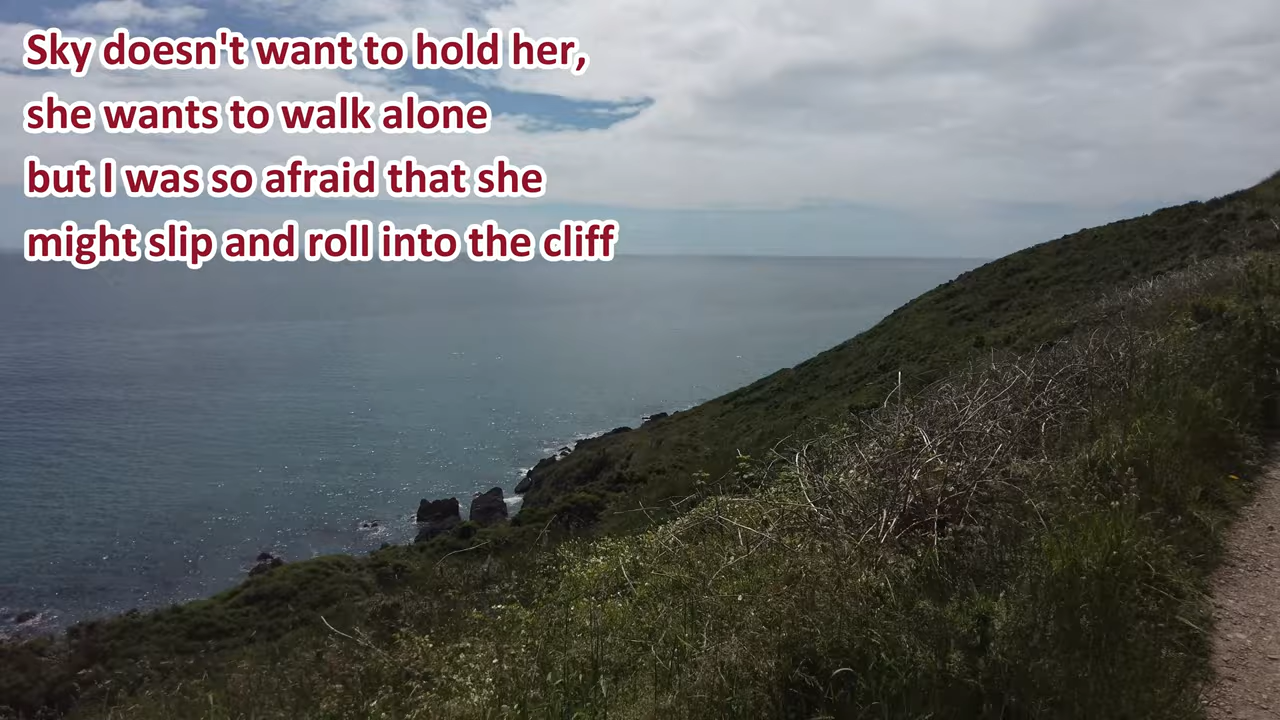 Sky doesn't want to hold her,
she wants to walk alone
but I was so afraid that she
might slip and roll into the cliff